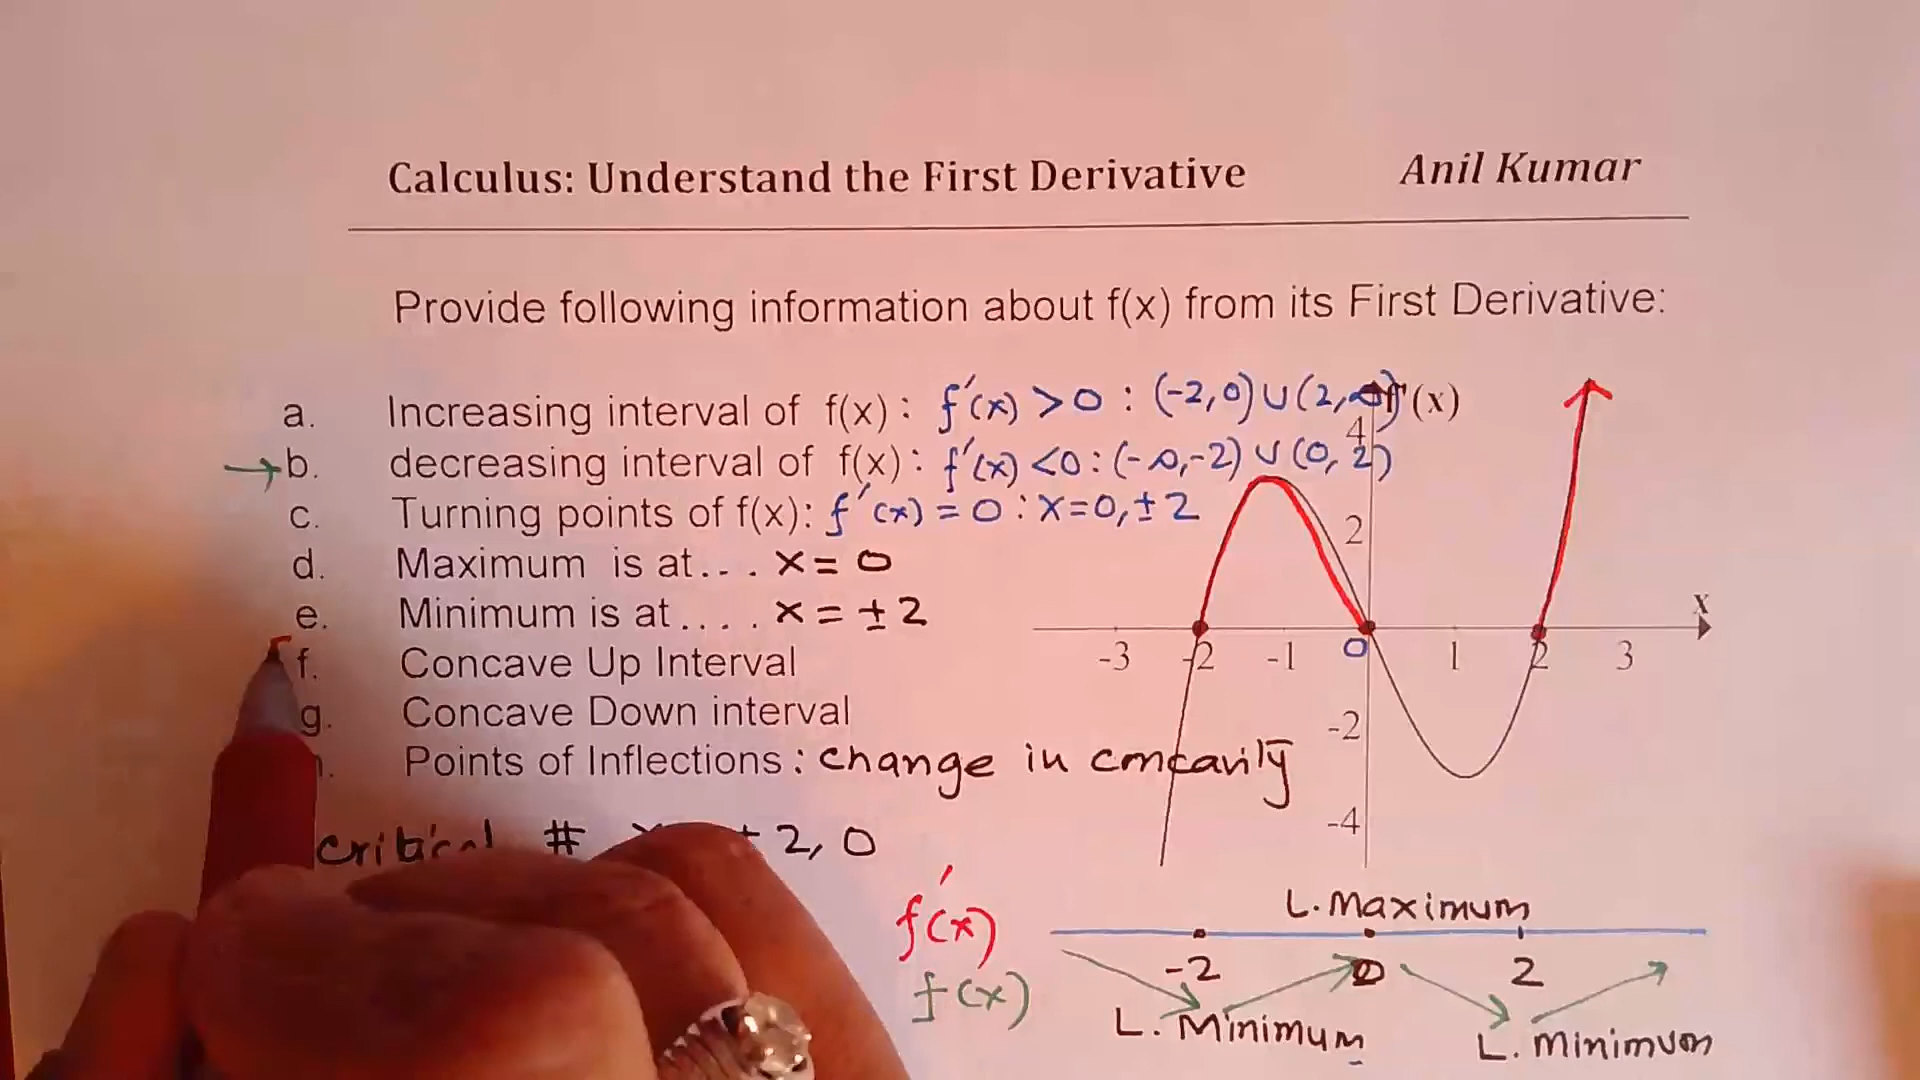 Calculus: Understand the First Derivative Anil Kumar
Provide following information about f(x) from its First Derivative:
a. Increasing interval of f(x): f'(x) > 0 : (-2,0) ∪ (2,∞) f'(x)
b. decreasing interval of f(x): f'(x) < 0 : (-∞,-2) ∪ (0, 2)
c. Turning points of f(x): f'(x) = 0 : x=0, ± 2
d. Maximum is at... x = 0
e. Minimum is at.... x = ± 2
f. Concave Up Interval
g. Concave Down interval
Points of Inflections : change in concavity
critical # 2, 0
4
2
x
-3 -2 -1 0 1 2 3
-2
-4
L. Maximum
f'(x)
-2 0 2
f(x)
L. Minimum L. Minimum